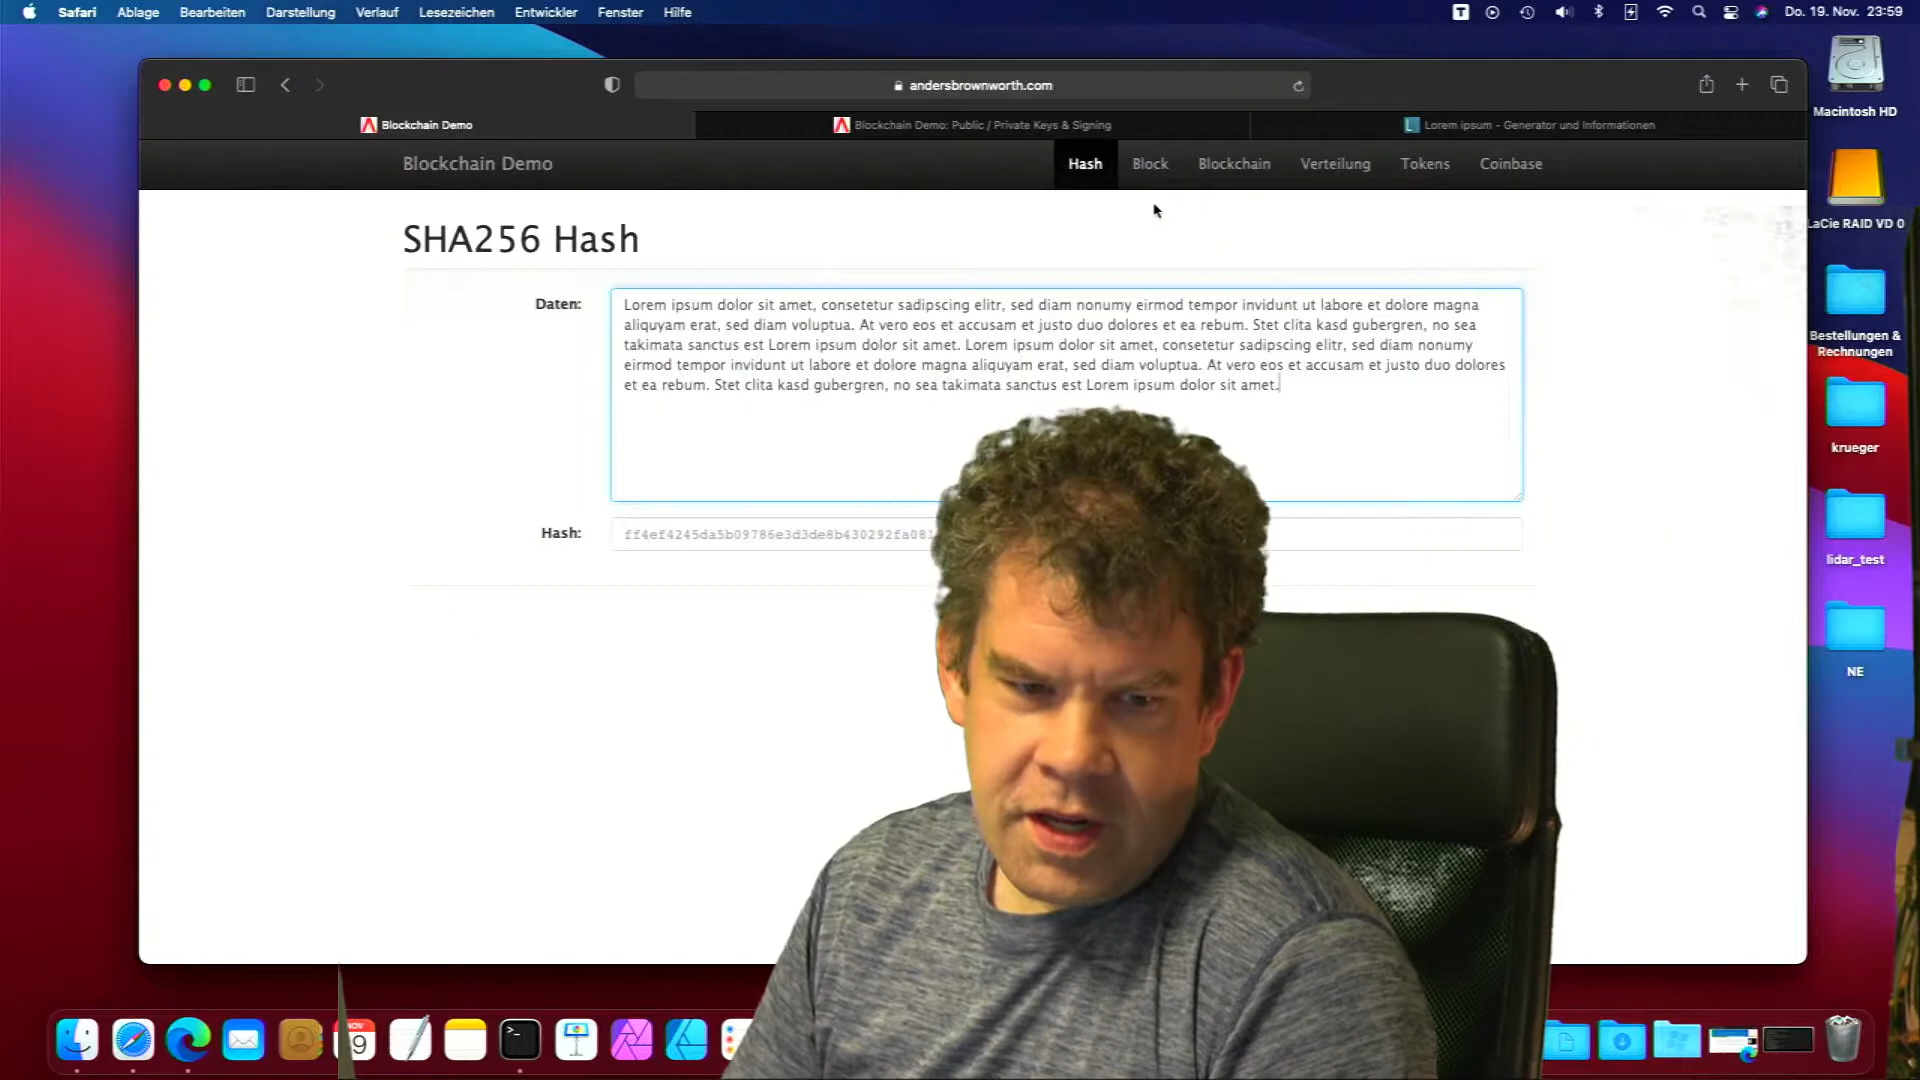 Safari Ablage Bearbeiten Darstellung Verlauf Lesezeichen Entwickler Fenster Hilfe
T
Do. 19. Nov. 23:59
andersbrownworth.com
Blockchain Demo
Blockchain Demo: Public / Private Keys & Signing
L Lorem ipsum - Generator und Informationen
Blockchain Demo
Hash Block Blockchain Verteilung Tokens Coinbase
SHA256 Hash
Daten:
Lorem ipsum dolor sit amet, consetetur sadipscing elitr, sed diam nonumy eirmod tempor invidunt ut labore et dolore magna
aliquyam erat, sed diam voluptua. At vero eos et accusam et justo duo dolores et ea rebum. Stet clita kasd gubergren, no sea
takimata sanctus est Lorem ipsum dolor sit amet. Lorem ipsum dolor sit amet, consetetur sadipscing elitr, sed diam nonumy
eirmod tempor invidunt ut labore et dolore magna aliquyam erat, sed diam voluptua. At vero eos et accusam et justo duo dolores
et ea rebum. Stet clita kasd gubergren, no sea takimata sanctus est Lorem ipsum dolor sit amet.
Hash:
ff4ef4245da5b09786e3d3de8b430292fa081
Macintosh HD
LaCie RAID VD 0
Bestellungen &
Rechnungen
krueger
lidar_test
NE
NOV